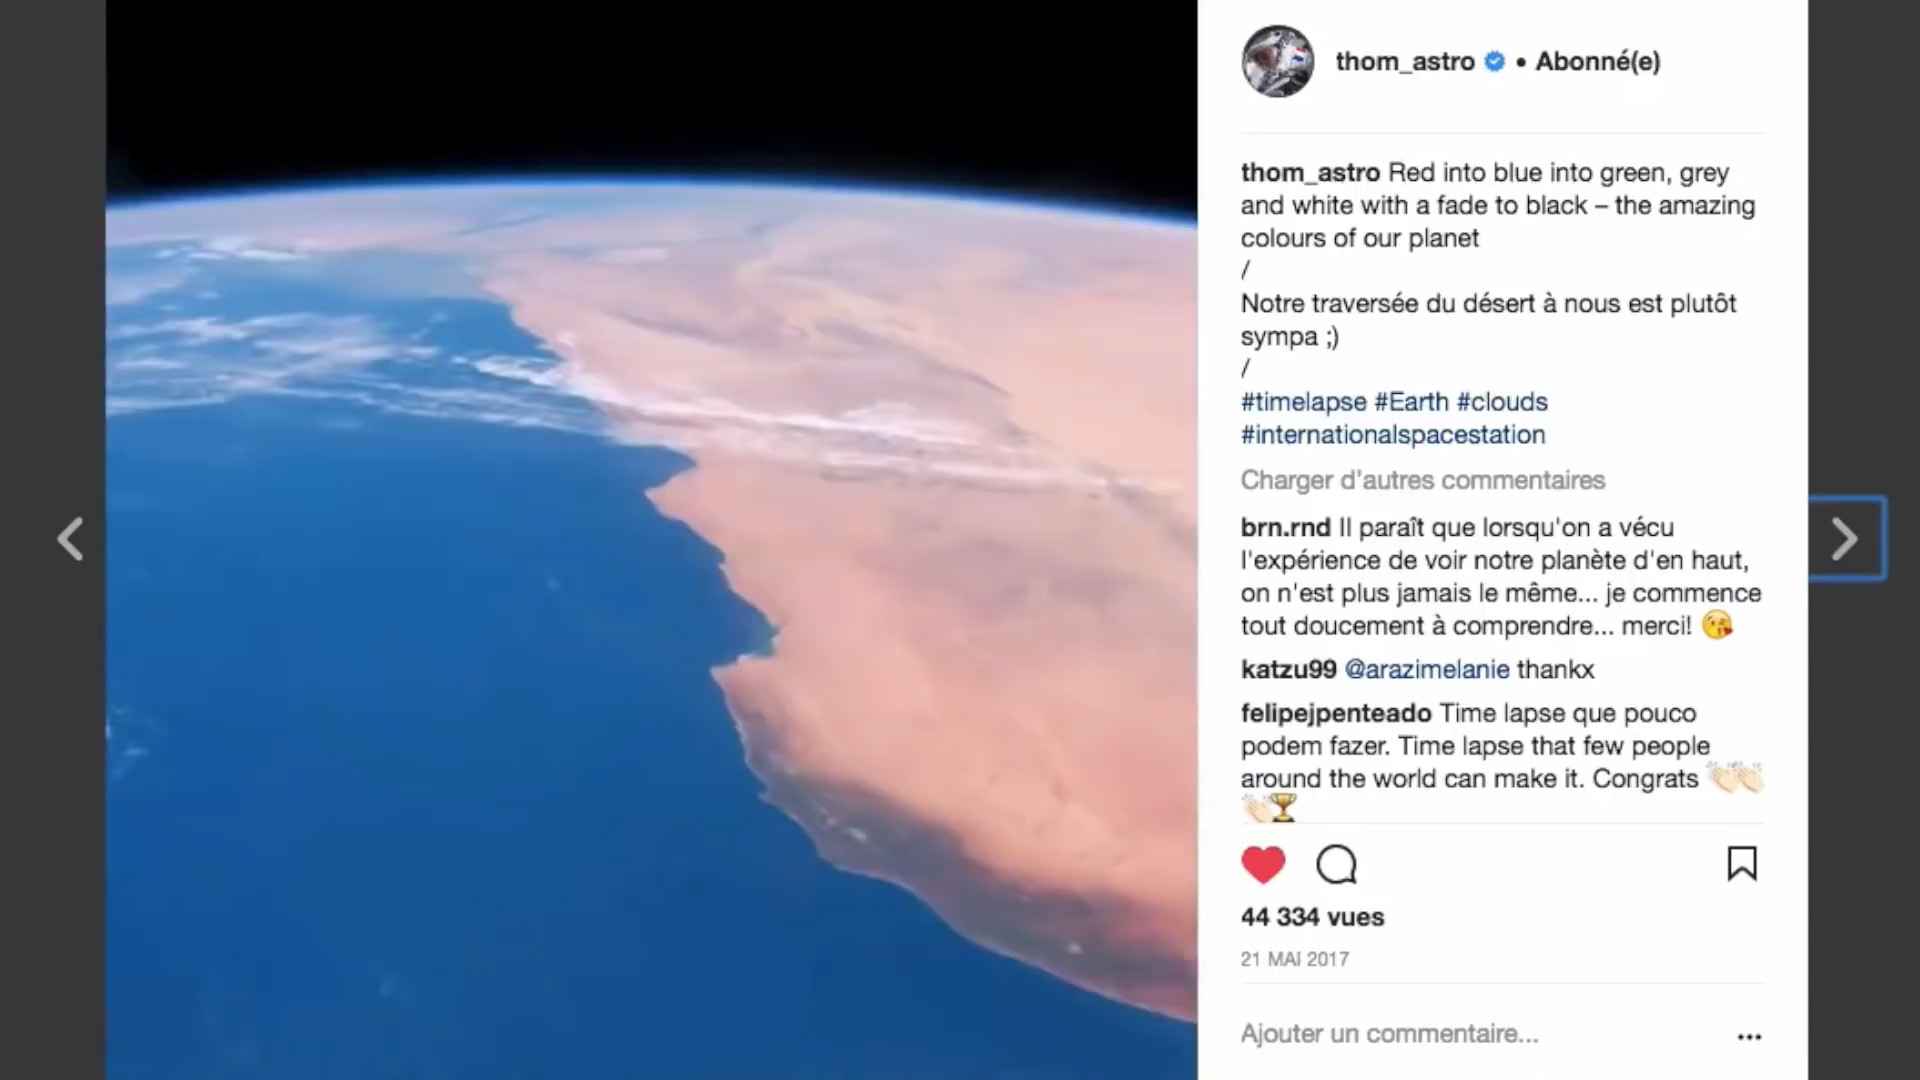 thom_astro • Abonné(e)
thom_astro Red into blue into green, grey
and white with a fade to black – the amazing
colours of our planet
/
Notre traversée du désert à nous est plutôt
sympa ;)
/
#timelapse #Earth #clouds
#internationalspacestation
Charger d'autres commentaires
brn.rnd Il paraît que lorsqu'on a vécu
l'expérience de voir notre planète d'en haut,
on n'est plus jamais le même... je commence
tout doucement à comprendre... merci! 😘
katzu99 @arazimelanie thankx
felipejpenteado Time lapse que pouco
podem fazer. Time lapse that few people
around the world can make it. Congrats 👏🏻👏🏻
👏🏻🏆
44 334 vues
21 MAI 2017
Ajouter un commentaire...